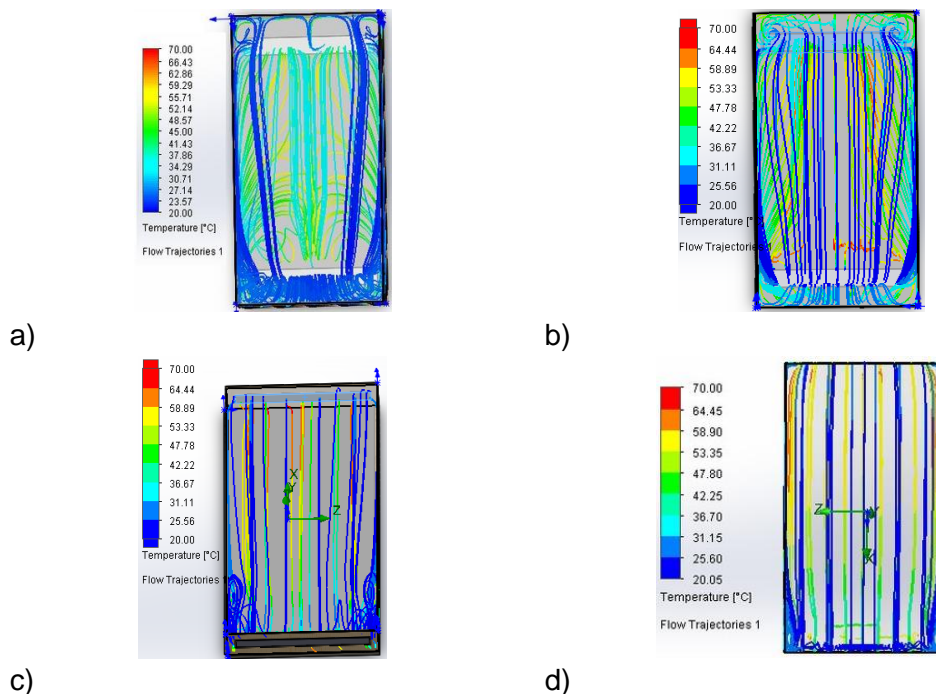 70.00
66.43
62.86
59.29
55.71
52.14
48.57
45.00
41.43
37.86
34.29
30.71
27.14
23.57
20.00
Temperature [°C]
Flow Trajectories 1
a)
70.00
64.44
58.89
53.33
47.78
42.22
36.67
31.11
25.56
20.00
Temperature [°
Flow Trajectories 1
b)
70.00
64.44
58.89
53.33
47.78
42.22
36.67
31.11
25.56
20.00
Temperature [°C]
Flow Trajectories
X
Y
Z
c)
70.00
64.45
58.90
53.35
47.80
42.25
36.70
31.15
25.60
20.05
Temperature [°C]
Flow Trajectories 1
Z
Y
X
d)